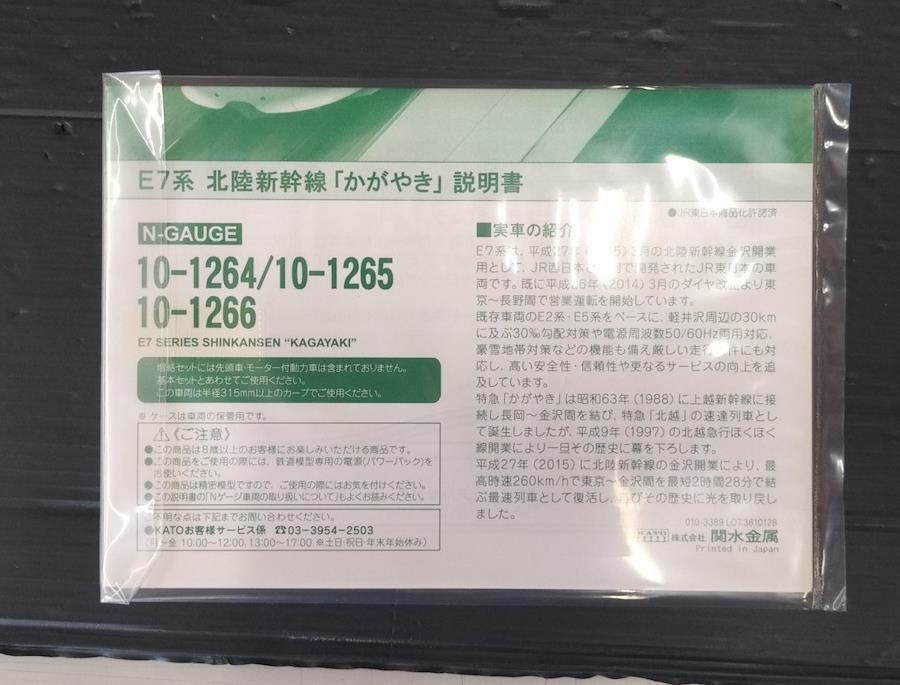 E7系 北陸新幹線「かがやき」説明書
●JR東日本商品化許諾済
N-GAUGE
10-1264/10-1265
10-1266
E7 SERIES SHINKANSEN “KAGAYAKI”
増結セットには先頭車・モーター付動力車は含まれておりません。
基本セットとあわせてご使用ください。
この車両は半径315mm以上のカーブでご使用ください。
※ ケースは車両の保管用です。
⚠《ご注意》
●この商品は8歳以上のお客様にお楽しみいただける商品です。
●この商品をご使用の際には、鉄道模型専用の電源(パワーパック)を
お使いください。
●この商品は精密模型ですので、ご使用の際にはお気を付けください。
●この説明書の「Nゲージ車両の取り扱いについて」もよくお読みください。
ご不明な点は下記までお問い合わせください。
●KATOお客様サービス係 ☎03-3954-2503
(月〜金 10:00〜12:00, 13:00〜17:00 ※土日・祝日・年末年始休み)
■実車の紹介
E7系は、平成27年(2015)3月の北陸新幹線金沢開業
用として、JR西日本と で開発されたJR東日本の車
両です。既に平成26年(2014)3月のダイヤ改正より東
京〜長野間で営業運転を開始しています。
既存車両のE2系・E5系をベースに、軽井沢周辺の30km
に及ぶ30‰勾配対策や電源周波数50/60Hz両用対応、
豪雪地帯対策などの機能も備え厳しい走行条件にも対
応し、高い安全性・信頼性や更なるサービスの向上を追
及しています。
特急「かがやき」は昭和63年(1988)に上越新幹線に接
続し長岡〜金沢間を結び、特急「北越」の速達列車とし
て誕生しましたが、平成9年(1997)の北越急行ほくほく
線開業により一旦その歴史に幕を下ろします。
平成27年(2015)に北陸新幹線の金沢開業により、最
高時速260km/hで東京〜金沢間を最短2時間28分で結
ぶ最速列車として復活し、再びその歴史に光を取り戻し
ました。
010-3389 LOT:3610128
KATO 株式会社 関水金属
Printed in Japan